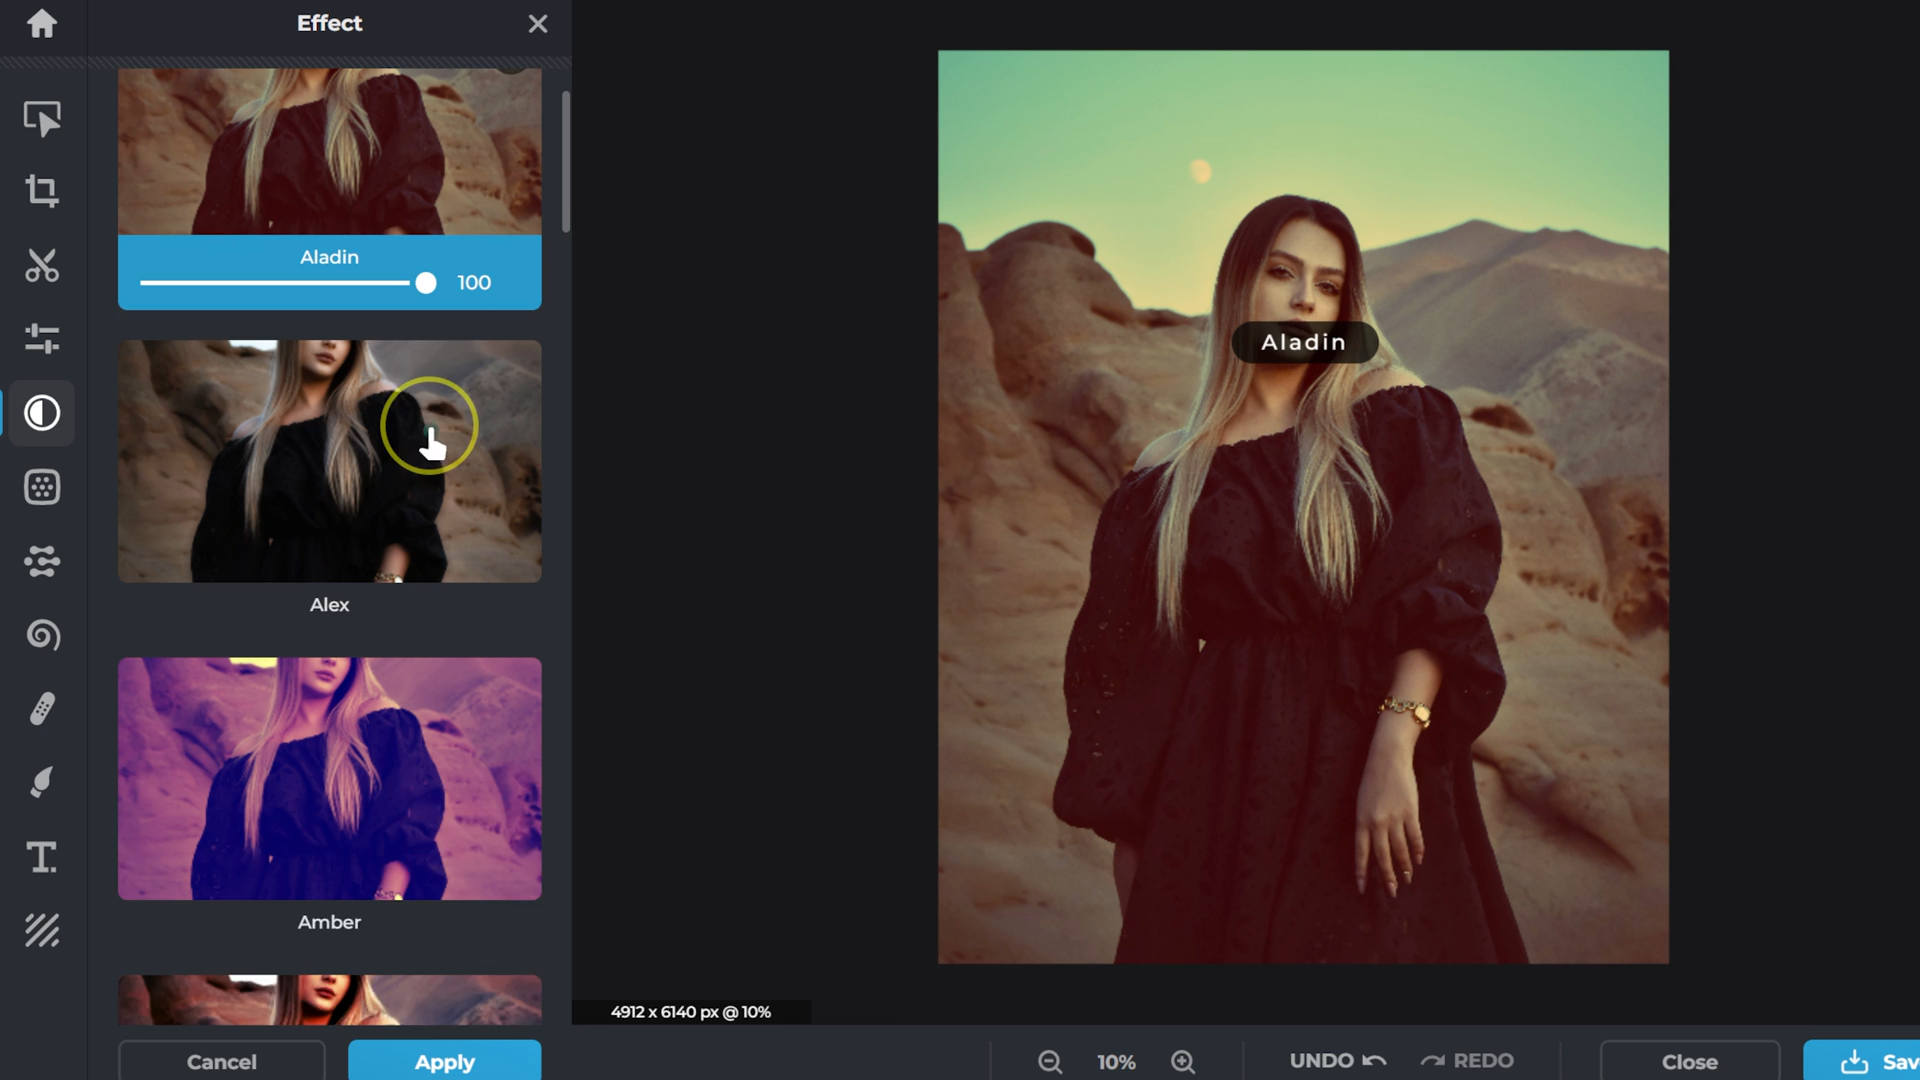 Effect
Aladin
100
Alex
Amber
Cancel
Apply
Aladin
4912 x 6140 px @ 10%
10%
UNDO
REDO
Close
Sav